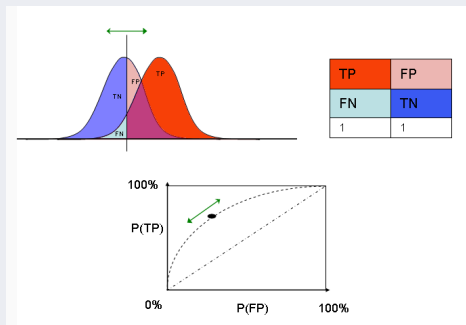 TN
FP
TP
FN
TP FP
FN TN
1 1
100%
P(TP)
0%
P(FP)
100%